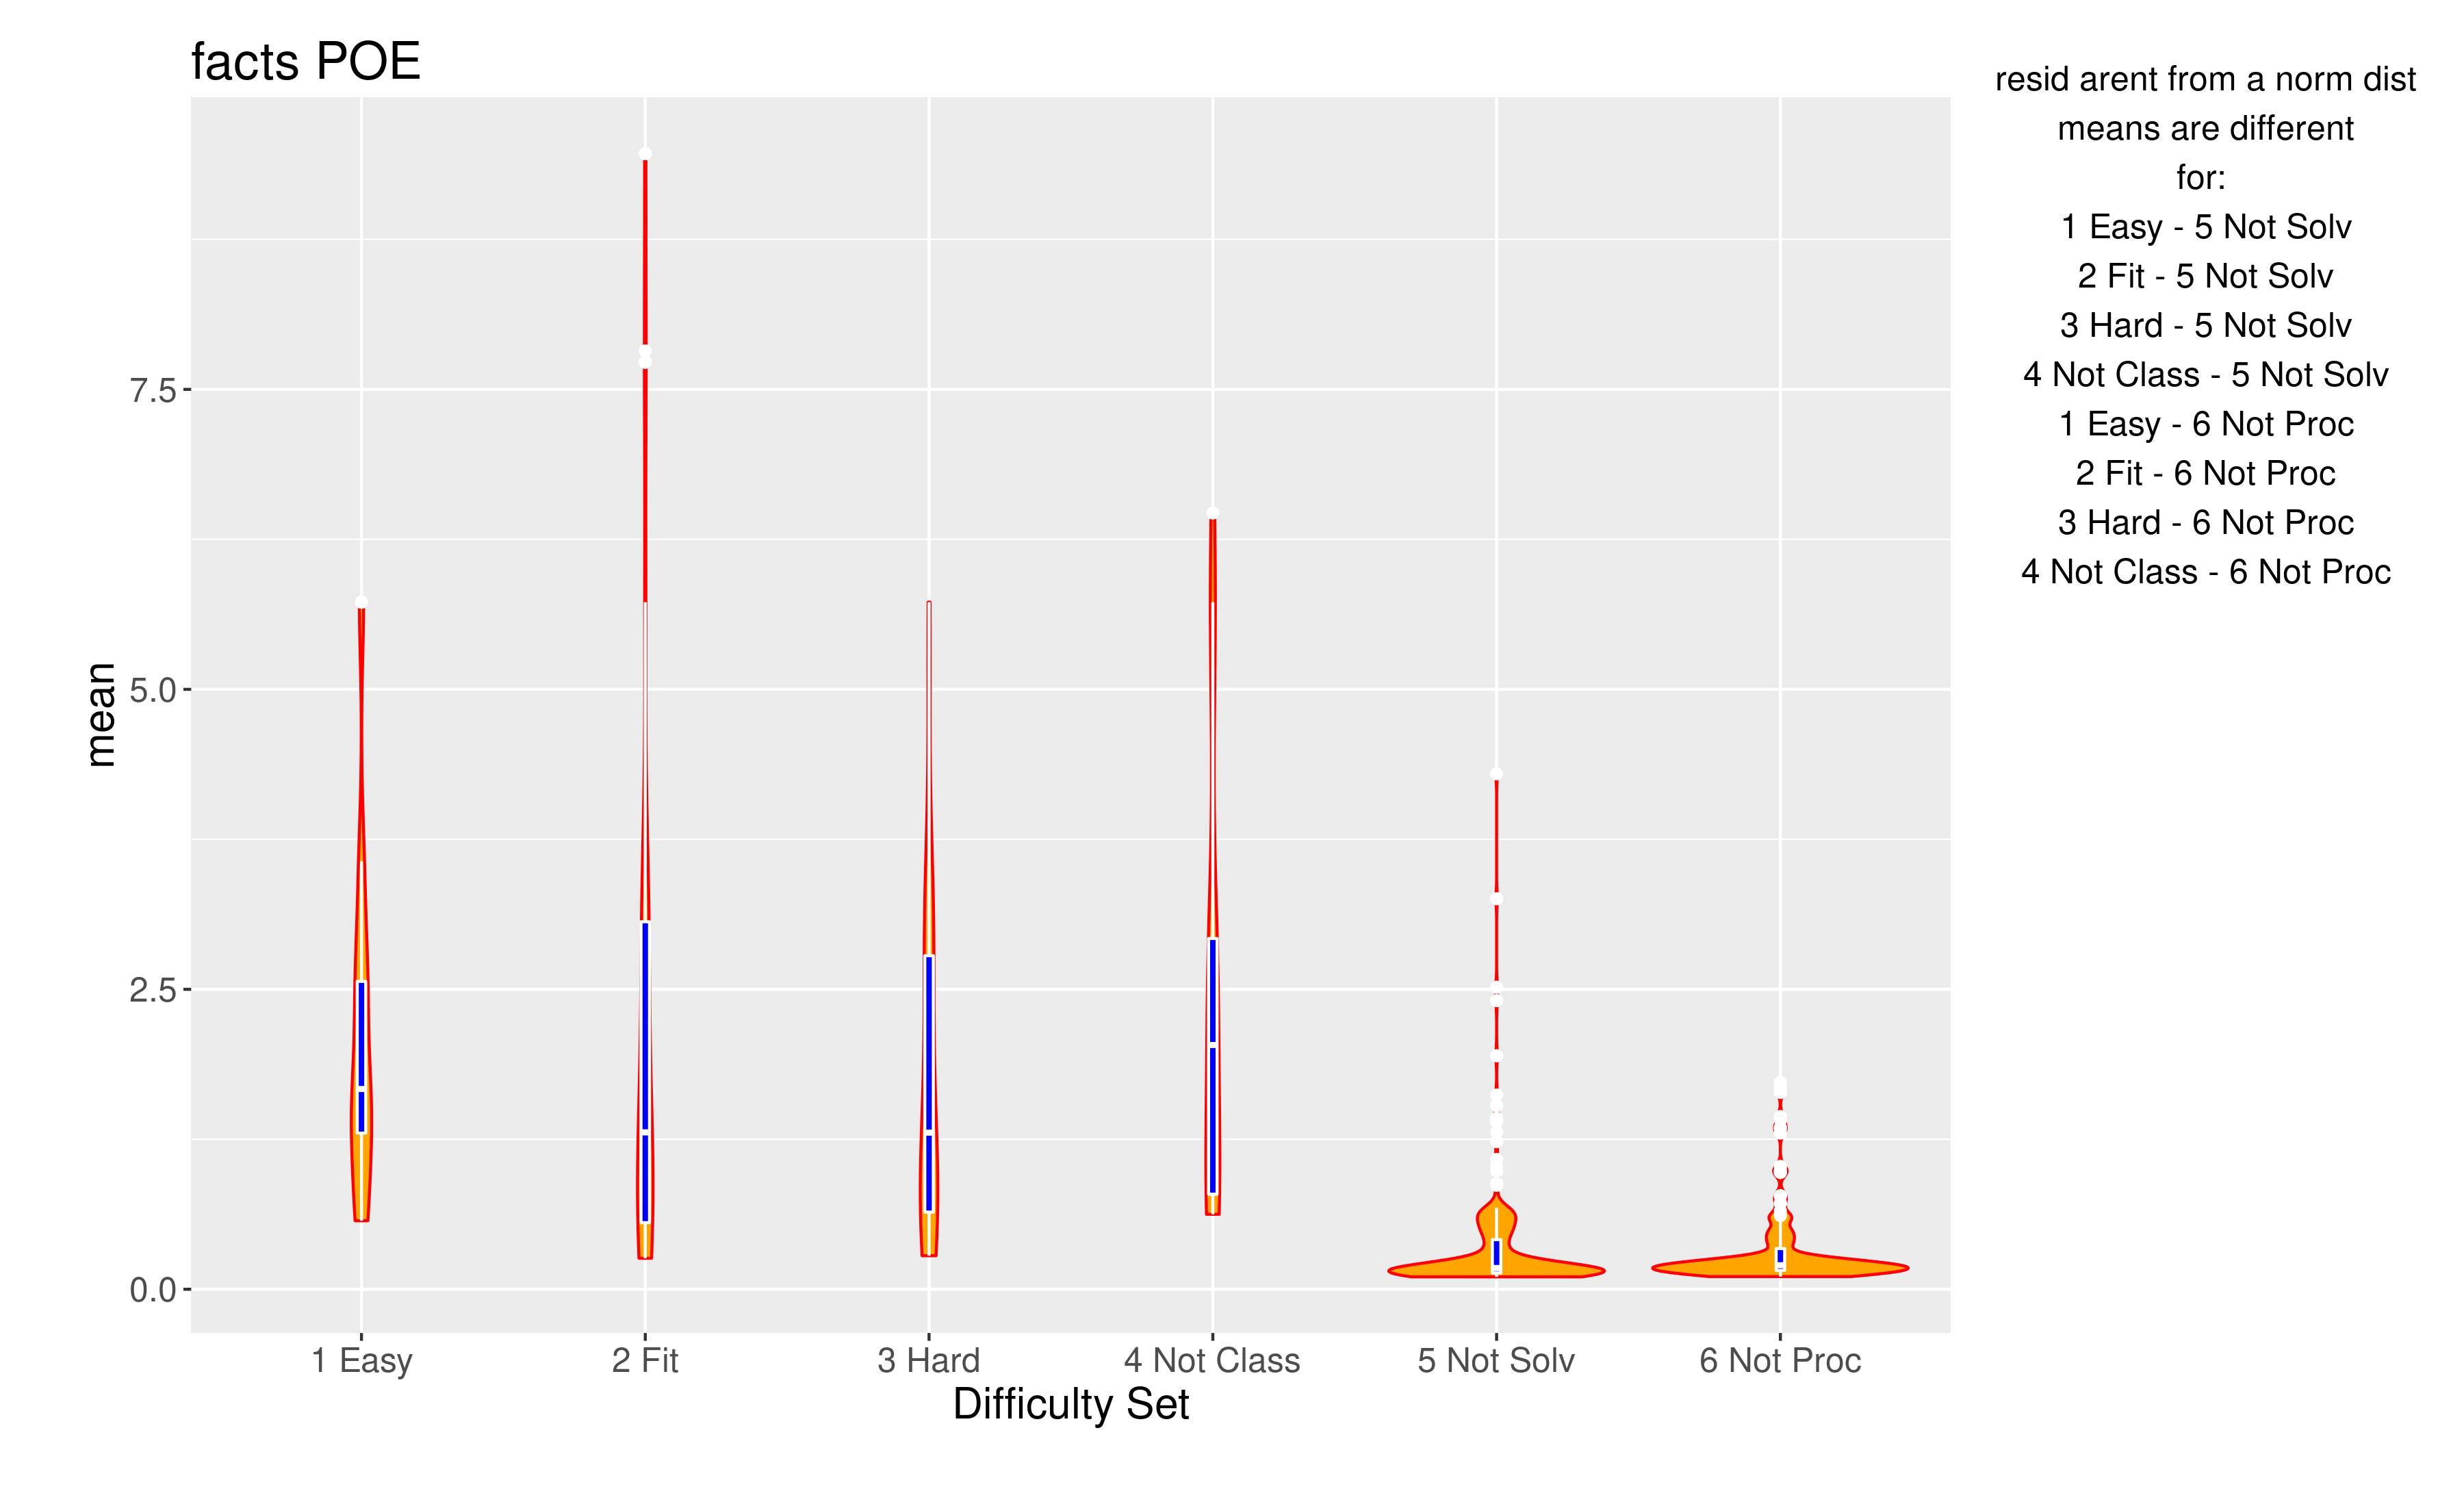 facts POE
resid arent from a norm dist
means are different
for:
1 Easy - 5 Not Solv
2 Fit - 5 Not Solv
3 Hard - 5 Not Solv
4 Not Class - 5 Not Solv
1 Easy - 6 Not Proc
2 Fit - 6 Not Proc
3 Hard - 6 Not Proc
4 Not Class - 6 Not Proc
mean
7.5
5.0
2.5
0.0
1 Easy
2 Fit
3 Hard
4 Not Class
5 Not Solv
6 Not Proc
Difficulty Set